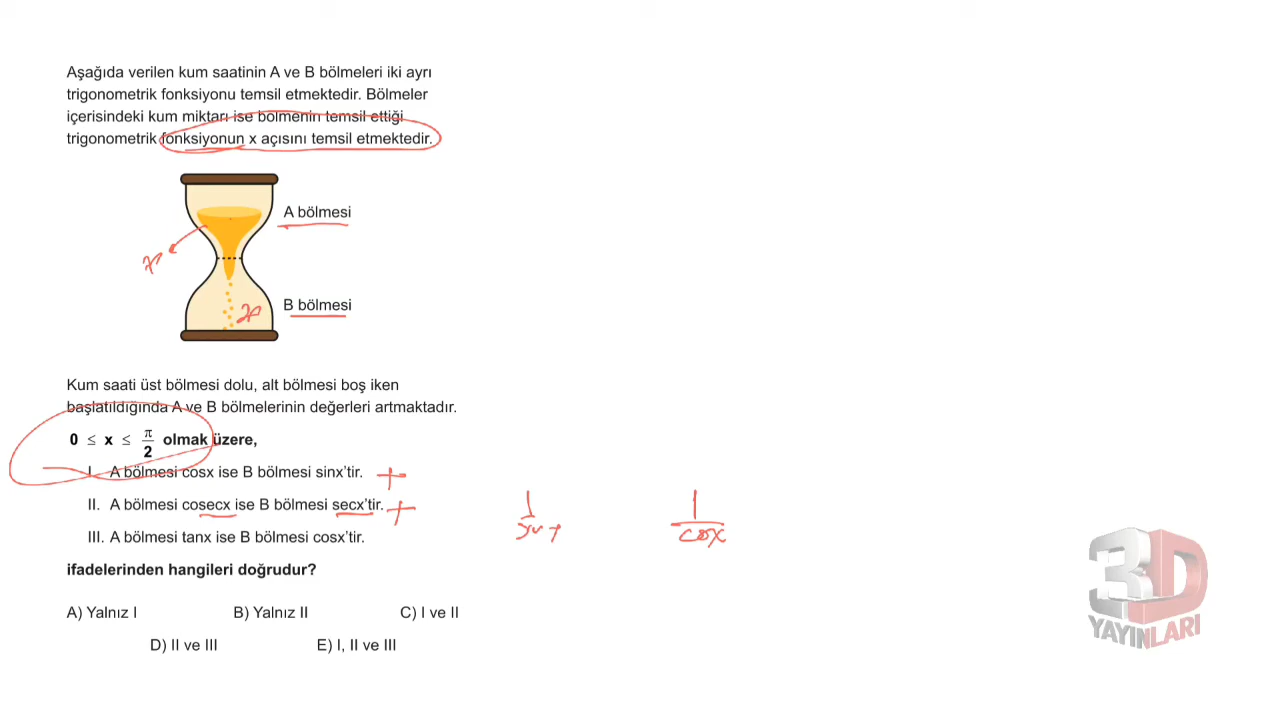 Aşağıda verilen kum saatinin A ve B bölmeleri iki ayrı
trigonometrik fonksiyonu temsil etmektedir. Bölmeler
içerisindeki kum miktarı ise bölmenin temsil ettiği
trigonometrik fonksiyonun x açısını temsil etmektedir.
A bölmesi
x
B bölmesi
x
Kum saati üst bölmesi dolu, alt bölmesi boş iken
başlatıldığında A ve B bölmelerinin değerleri artmaktadır.
0 ≤ x ≤ π/2 olmak üzere,
I. A bölmesi cosx ise B bölmesi sinx'tir. +
II. A bölmesi cosecx ise B bölmesi secx'tir. +
1/sinx 1/cosx
III. A bölmesi tanx ise B bölmesi cosx'tir.
ifadelerinden hangileri doğrudur?
A) Yalnız I B) Yalnız II C) I ve II
D) II ve III E) I, II ve III
3D
YAYINLARI